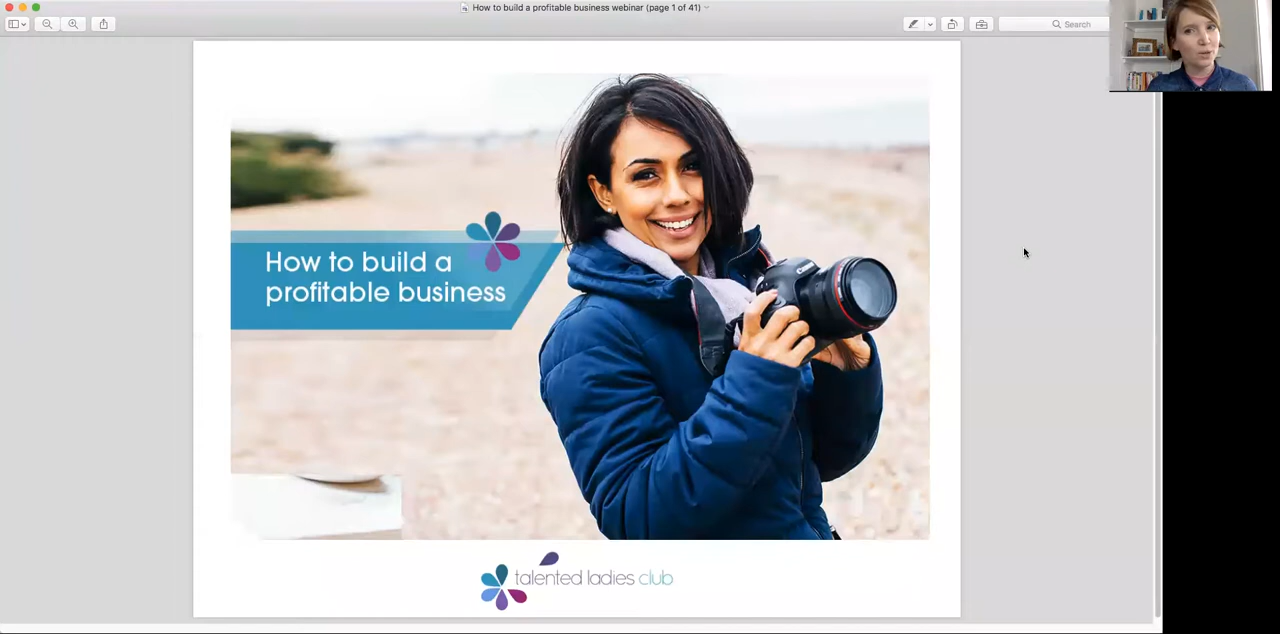 How to build a profitable business webinar (page 1 of 41)
Search
How to build a
profitable business
Canon
talented ladies club